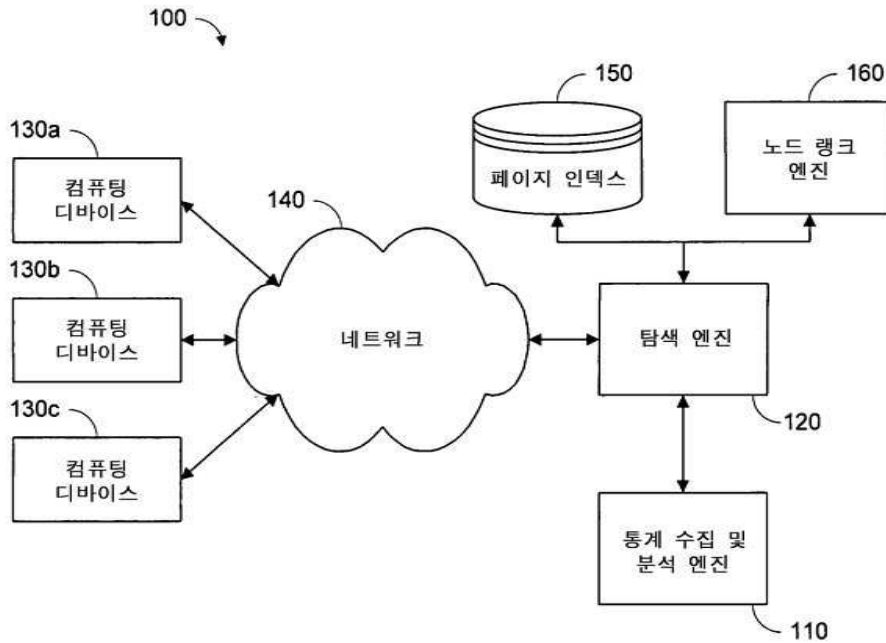 100
150
160
130a
페이지 인덱스
노드 랭크
엔진
컴퓨팅
디바이스
140
130b
컴퓨팅
디바이스
네트워크
탐색 엔진
130c
120
컴퓨팅
디바이스
통계 수집 및
분석 엔진
110